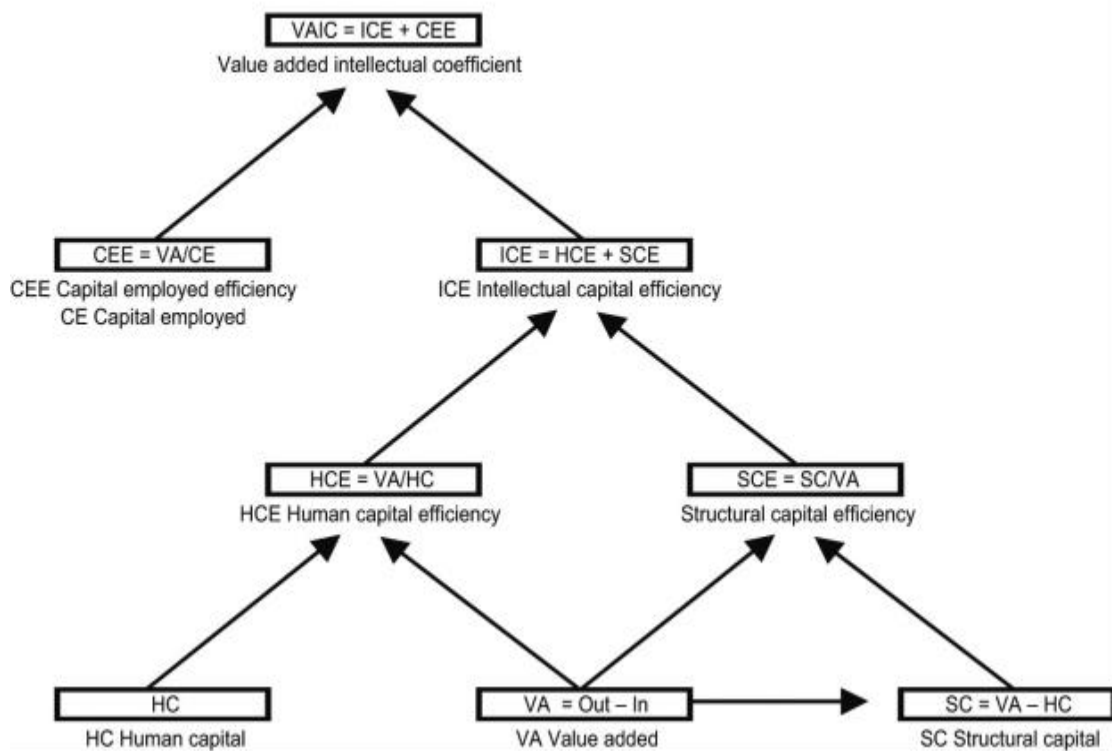 VAIC = ICE + CEE
Value added intellectual coefficient
CEE = VA/CE
CEE Capital employed efficiency
CE Capital employed
ICE = HCE + SCE
ICE Intellectual capital efficiency
HCE = VA/HC
HCE Human capital efficiency
SCE = SC/VA
Structural capital efficiency
HC
HC Human capital
VA = Out – In
VA Value added
SC = VA – HC
SC Structural capital